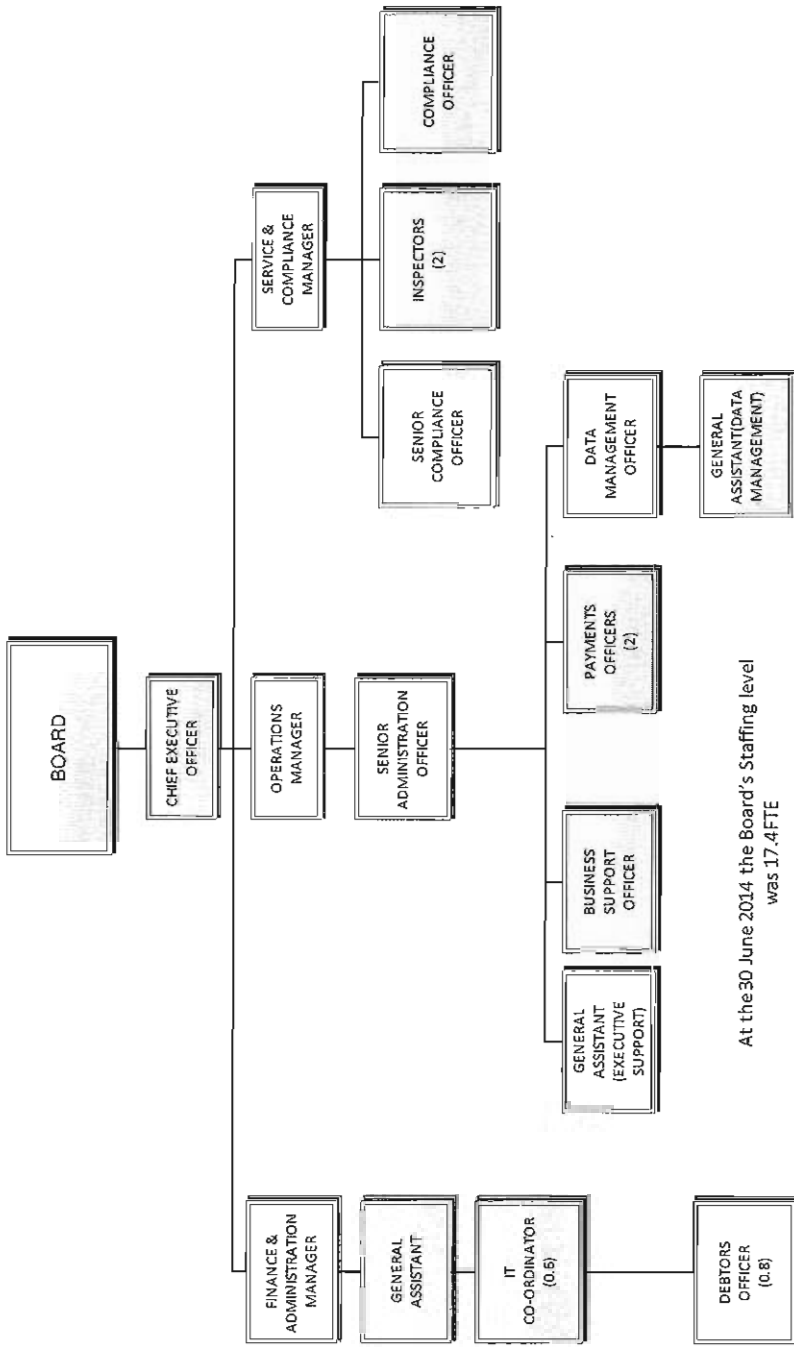 BOARD
CHIEF EXECUTIVE
OFFICER
FINANCE &
ADMINISTRATION
MANAGER
OPERATIONS
MANAGER
SERVICE &
COMPLIANCE
MANAGER
GENERAL
ASSISTANT
SENIOR
ADMINISTRATION
OFFICER
SENIOR
COMPLIANCE
OFFICER
INSPECTORS
(2)
COMPLIANCE
OFFICER
IT
CO-ORDINATOR
(0.6)
GENERAL
ASSISTANT
(EXECUTIVE
SUPPORT)
BUSINESS
SUPPORT
OFFICER
PAYMENTS
OFFICERS
(2)
DATA
MANAGEMENT
OFFICER
DEBTORS
OFFICER
(0.8)
GENERAL
ASSISTANT(DATA
MANAGEMENT)
At the30 June 2014 the Board's Staffing level
was 17.4FTE